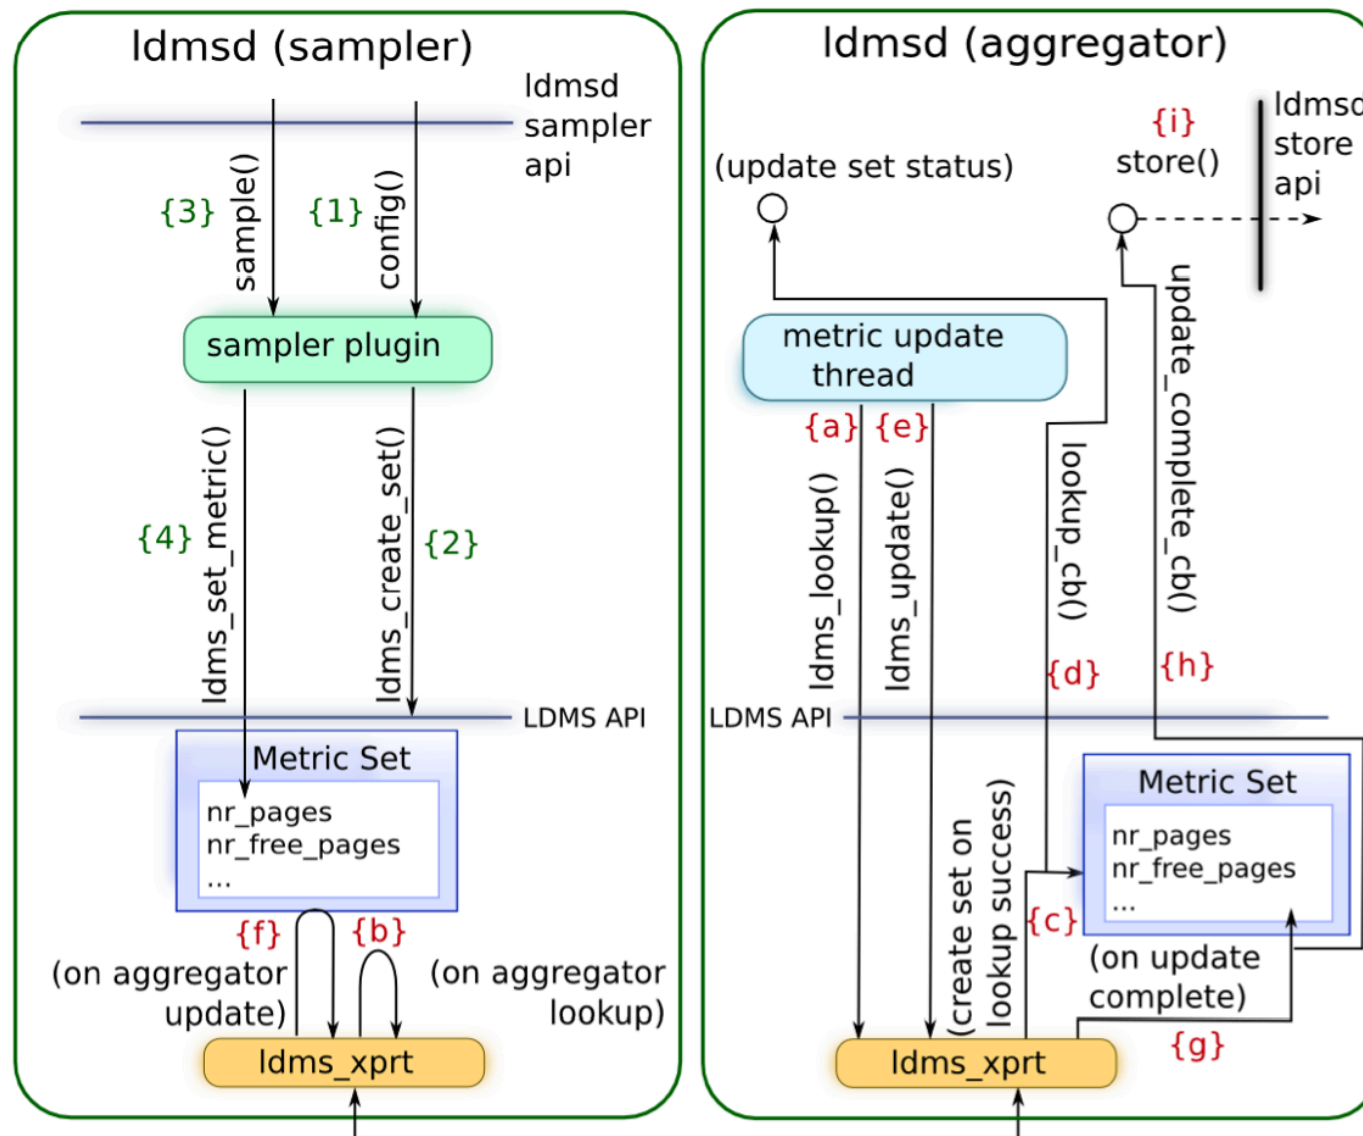 ldmsd (sampler)
ldmsd
sampler
api
{3}
sample()
{1}
config()
sampler plugin
{4}
ldms_set_metric()
ldms_create_set()
{2}
LDMS API
Metric Set
nr_pages
nr_free_pages
...
{f}
{b}
(on aggregator
update)
(on aggregator
lookup)
ldms_xprt
ldmsd (aggregator)
(update set status)
{i}
store()
ldmsd
store
api
metric update
thread
{a}
{e}
ldms_lookup()
ldms_update()
lookup_cb()
{d}
update_complete_cb()
{h}
LDMS API
(create set on
lookup success)
{c}
Metric Set
nr_pages
nr_free_pages
...
(on update
complete)
{g}
ldms_xprt